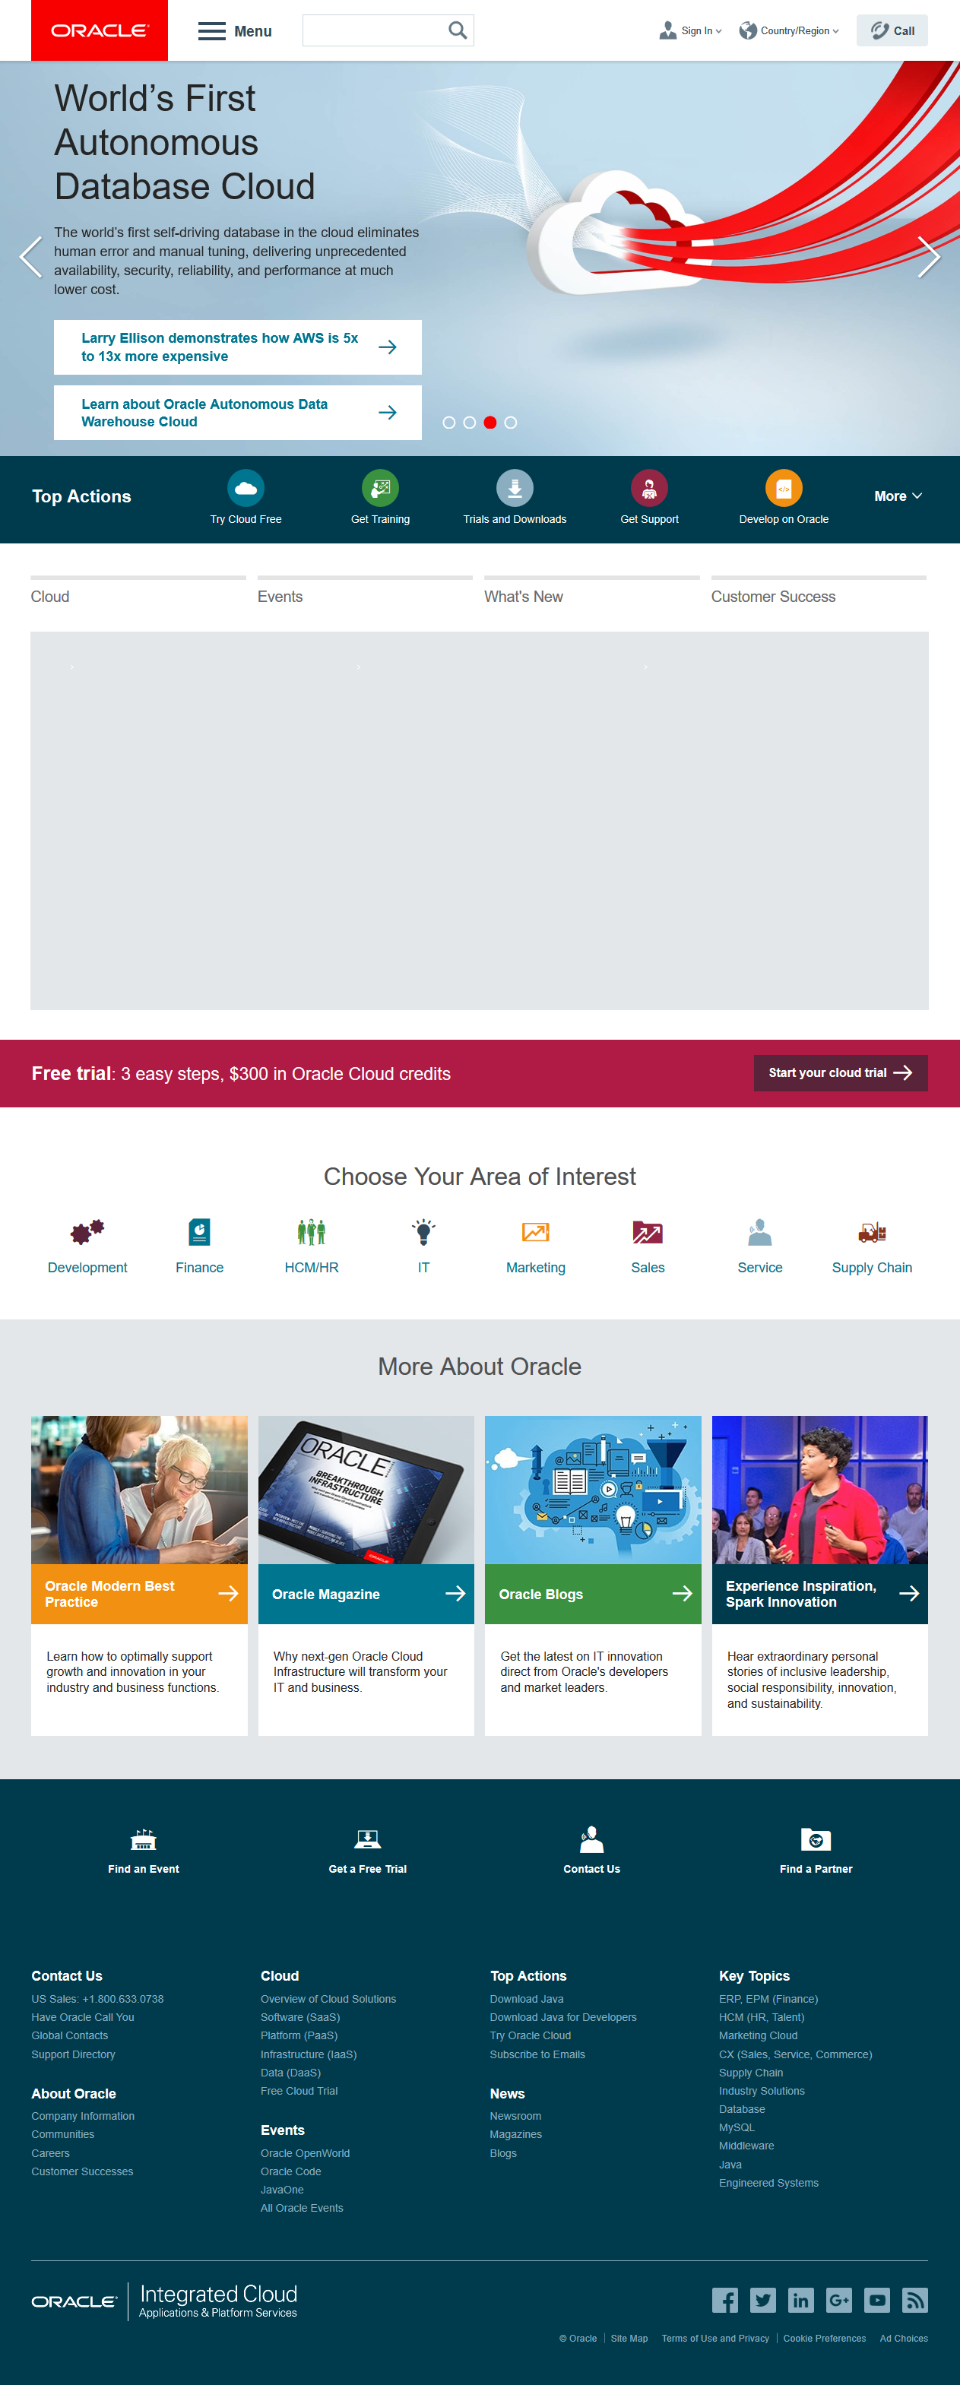 ORACLE
Menu
Sign In
Country/Region
Call
World's First
Autonomous
Database Cloud
The world's first self-driving database in the cloud eliminates
human error and manual tuning, delivering unprecedented
availability, security, reliability, and performance at much
lower cost.
Larry Ellison demonstrates how AWS is 5x
to 13x more expensive
Learn about Oracle Autonomous Data
Warehouse Cloud
Top Actions
Try Cloud Free
Get Training
Trials and Downloads
Get Support
Develop on Oracle
More
Cloud
Events
What's New
Customer Success
Free trial: 3 easy steps, $300 in Oracle Cloud credits
Start your cloud trial
Choose Your Area of Interest
Development
Finance
HCM/HR
IT
Marketing
Sales
Service
Supply Chain
More About Oracle
ORACLE
BREAKTHROUGH
INFRASTRUCTURE
Oracle Modern Best
Practice
Learn how to optimally support
growth and innovation in your
industry and business functions.
Oracle Magazine
Why next-gen Oracle Cloud
Infrastructure will transform your
IT and business.
Oracle Blogs
Get the latest on IT innovation
direct from Oracle's developers
and market leaders.
Experience Inspiration,
Spark Innovation
Hear extraordinary personal
stories of inclusive leadership,
social responsibility, innovation,
and sustainability.
Find an Event
Get a Free Trial
Contact Us
Find a Partner
Contact Us
US Sales: +1.800.633.0738
Have Oracle Call You
Global Contacts
Support Directory
About Oracle
Company Information
Communities
Careers
Customer Successes
Cloud
Overview of Cloud Solutions
Software (SaaS)
Platform (PaaS)
Infrastructure (IaaS)
Data (DaaS)
Free Cloud Trial
Events
Oracle OpenWorld
Oracle Code
JavaOne
All Oracle Events
Top Actions
Download Java
Download Java for Developers
Try Oracle Cloud
Subscribe to Emails
News
Newsroom
Magazines
Blogs
Key Topics
ERP, EPM (Finance)
HCM (HR, Talent)
Marketing Cloud
CX (Sales, Service, Commerce)
Supply Chain
Industry Solutions
Database
MySQL
Middleware
Java
Engineered Systems
ORACLE
Integrated Cloud
Applications & Platform Services
© Oracle
Site Map
Terms of Use and Privacy
Cookie Preferences
Ad Choices